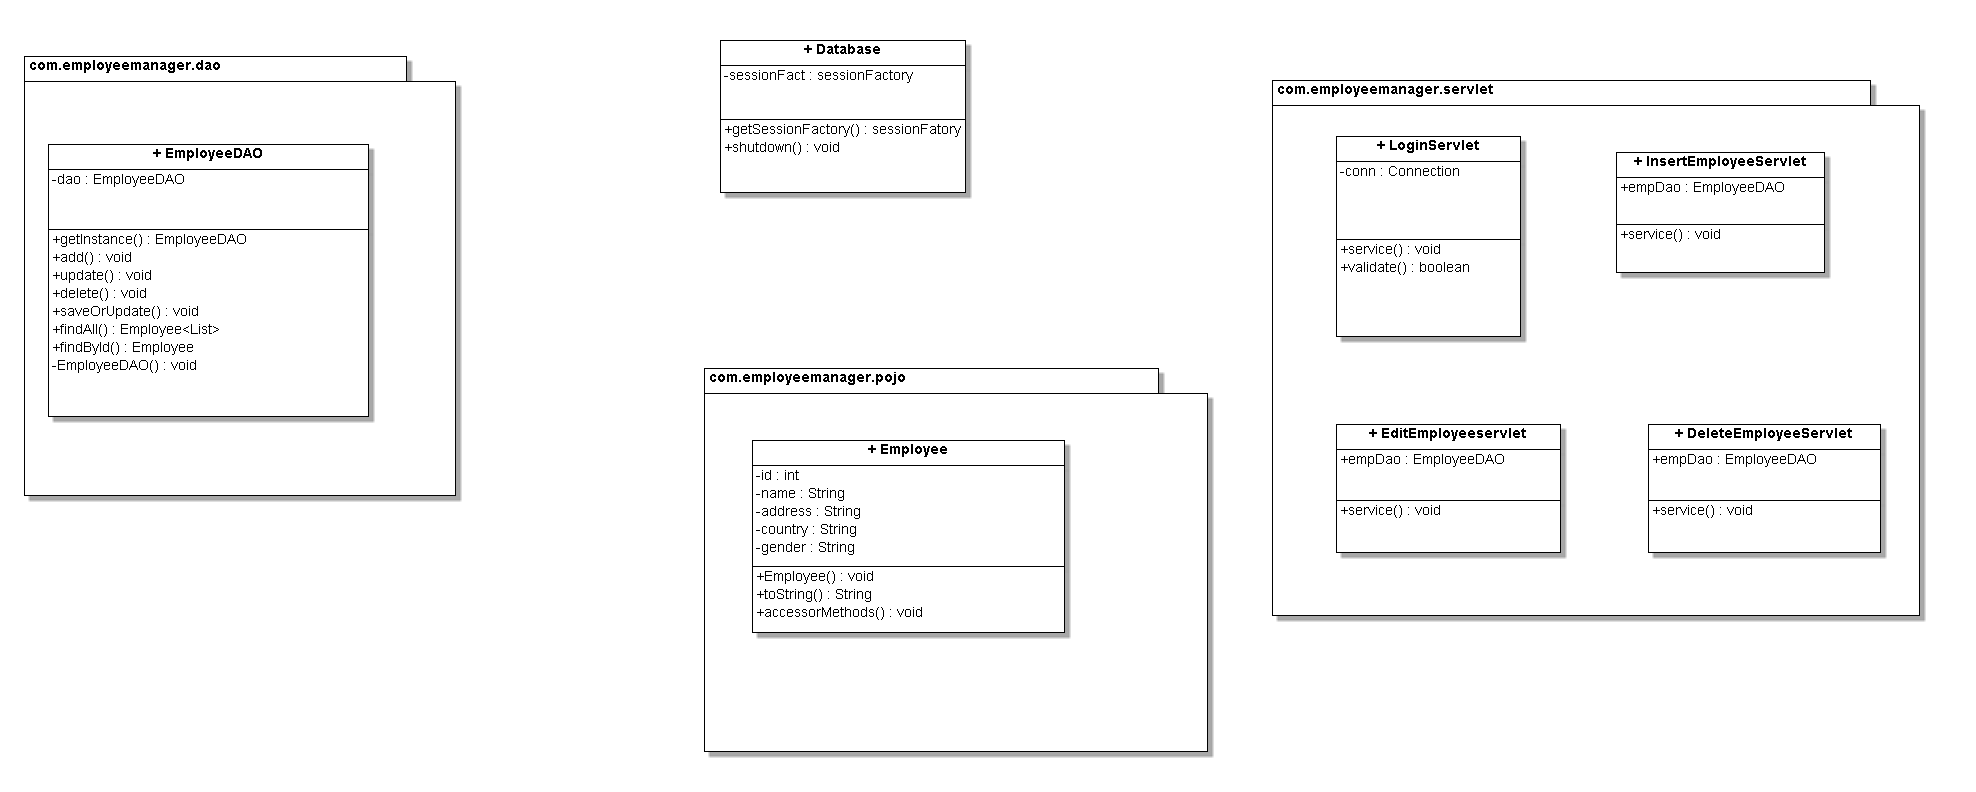 com.employeemanager.dao
+ EmployeeDAO
-dao : EmployeeDAO
+getInstance() : EmployeeDAO
+add() : void
+update() : void
+delete() : void
+saveOrUpdate() : void
+findAll() : Employee<List>
+findById() : Employee
-EmployeeDAO() : void
+ Database
-sessionFact : sessionFactory
+getSessionFactory() : sessionFatory
+shutdown() : void
com.employeemanager.pojo
+ Employee
-id : int
-name : String
-address : String
-country : String
-gender : String
+Employee() : void
+toString() : String
+accessorMethods() : void
com.employeemanager.servlet
+ LoginServlet
-conn : Connection
+service() : void
+validate() : boolean
+ InsertEmployeeServlet
+empDao : EmployeeDAO
+service() : void
+ EditEmployeeservlet
+empDao : EmployeeDAO
+service() : void
+ DeleteEmployeeServlet
+empDao : EmployeeDAO
+service() : void